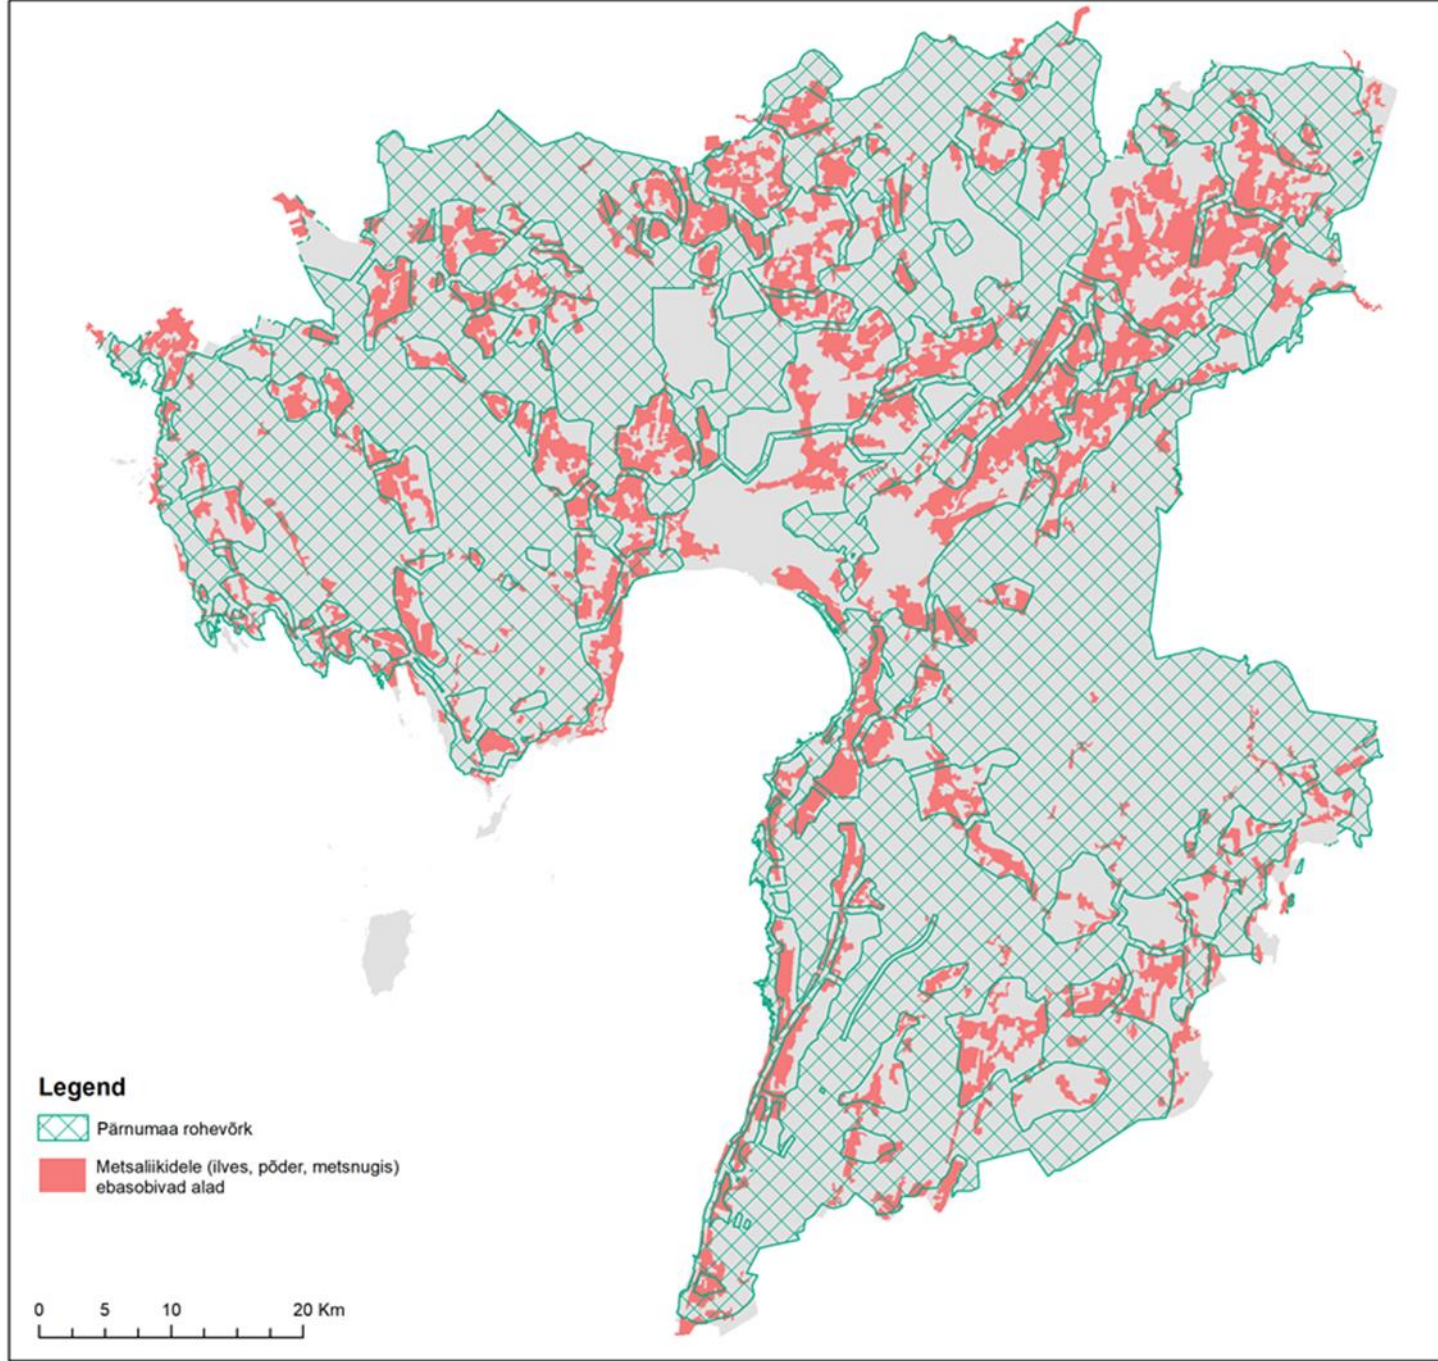 Legend
Pärnumaa rohevõrk
Metsaliikidele (ilves, põder, metsnugis)
ebasobivad alad
0 5 10 20 Km